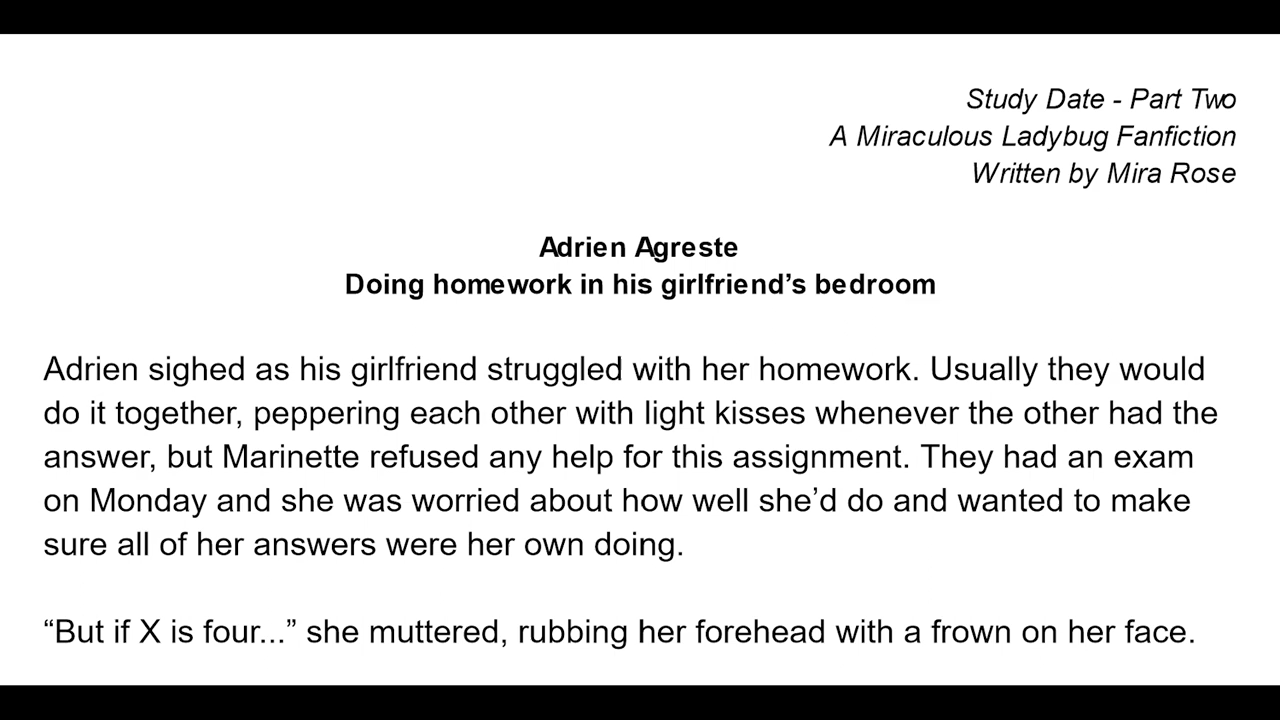 Study Date - Part Two
A Miraculous Ladybug Fanfiction
Written by Mira Rose
Adrien Agreste
Doing homework in his girlfriend’s bedroom
Adrien sighed as his girlfriend struggled with her homework. Usually they would
do it together, peppering each other with light kisses whenever the other had the
answer, but Marinette refused any help for this assignment. They had an exam
on Monday and she was worried about how well she’d do and wanted to make
sure all of her answers were her own doing.
“But if X is four...” she muttered, rubbing her forehead with a frown on her face.